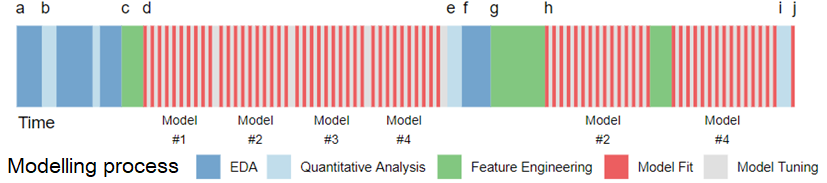 a b c d e f g h i j
Time
Model #1
Model #2
Model #3
Model #4
Model #2
Model #4
Modelling process
EDA
Quantitative Analysis
Feature Engineering
Model Fit
Model Tuning